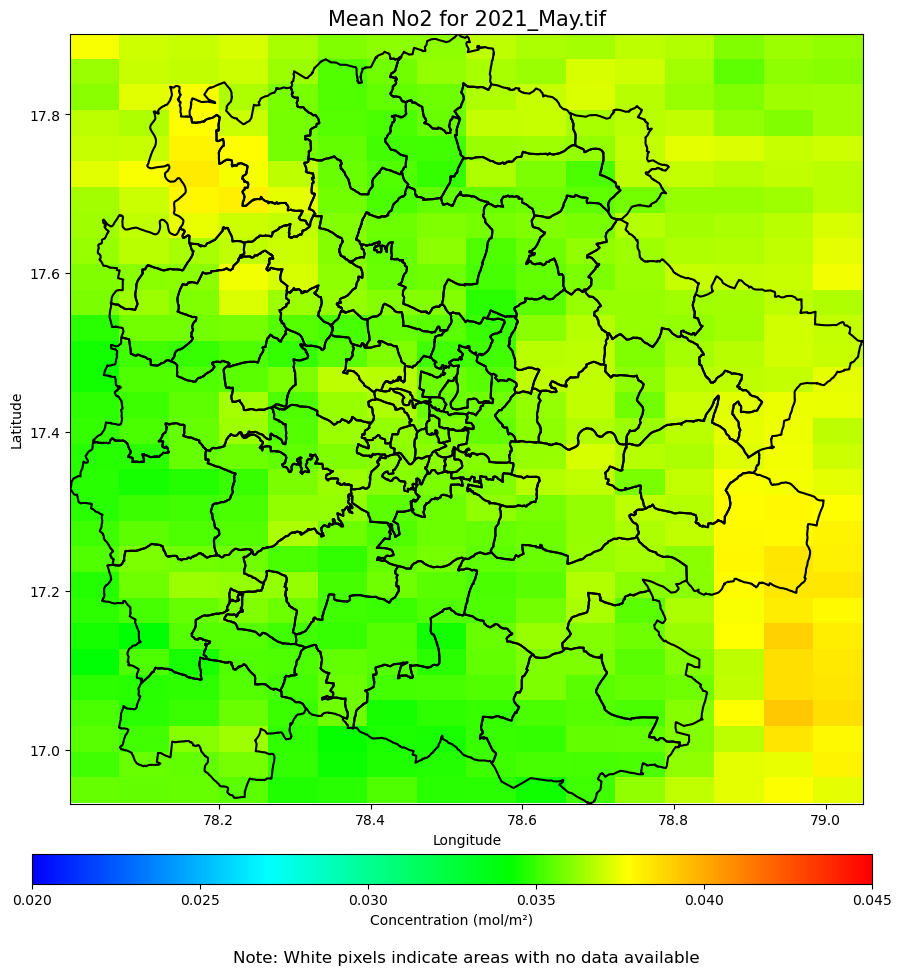 Mean No2 for 2021_May.tif
17.8
17.6
17.4
17.2
17.0
Latitude
78.2 78.4 78.6 78.8 79.0
Longitude
0.020 0.025 0.030 0.035 0.040 0.045
Concentration (mol/m²)
Note: White pixels indicate areas with no data available